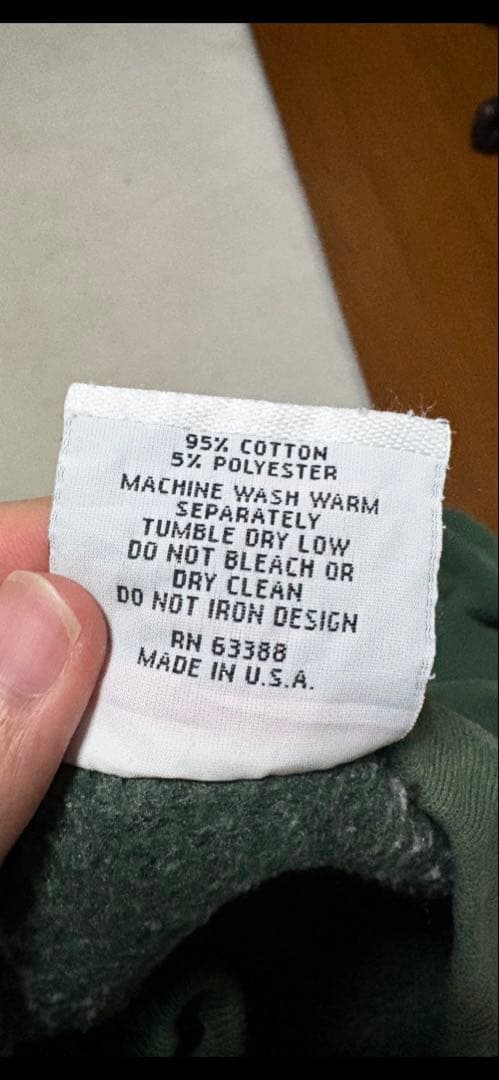 95% COTTON
5% POLYESTER
MACHINE WASH WARM
SEPARATELY
TUMBLE DRY LOW
DO NOT BLEACH OR
DRY CLEAN
DO NOT IRON DESIGN
RN 63388
MADE IN U.S.A.